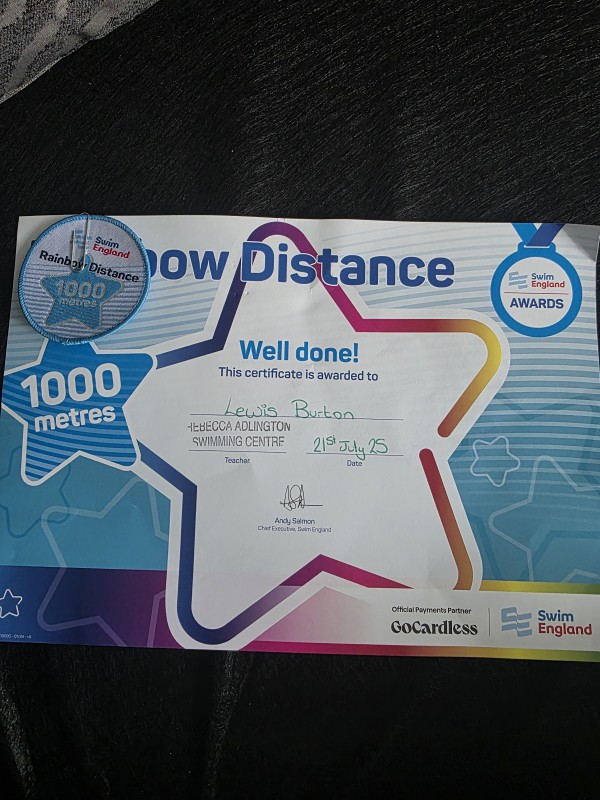 Swim
England
Rainbow Distance
1000
metres
bow Distance
Swim
England
AWARDS
1000
metres
Well done!
This certificate is awarded to
Lewis Burton
REBECCA ADLINGTON
SWIMMING CENTRE
21st July 25
Teacher
Date
Andy Salmon
Chief Executive, Swim England
Official Payments Partner
GoCardless
Swim
England